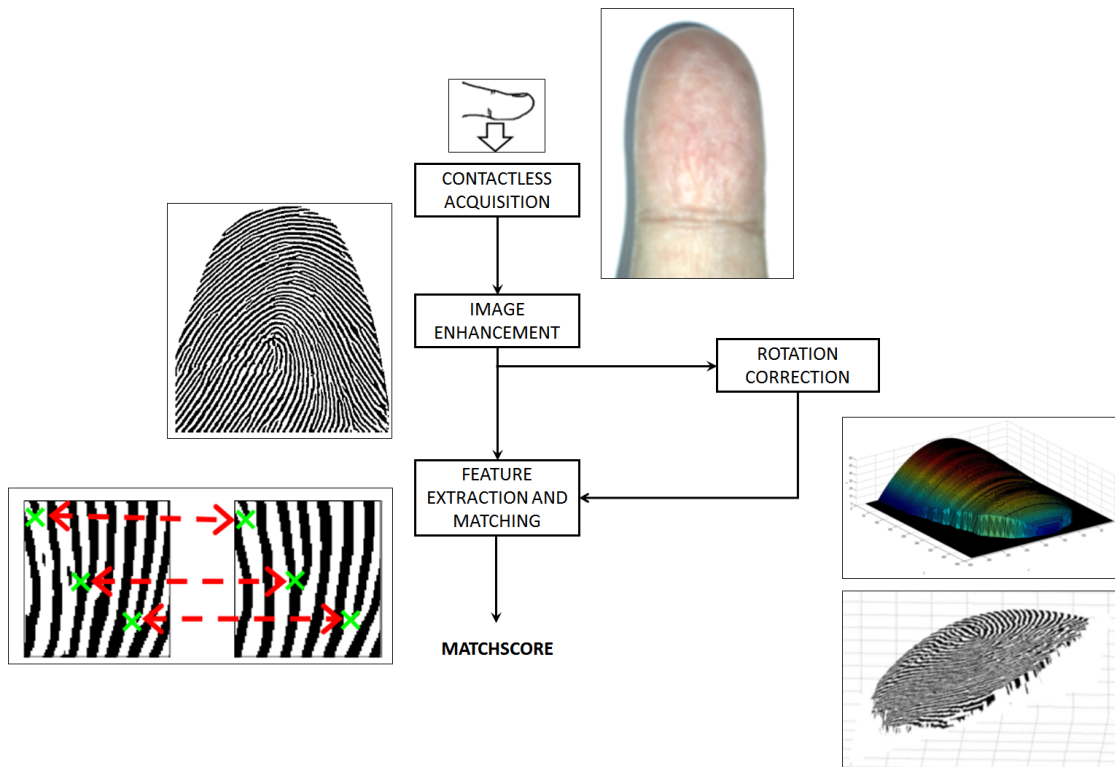 CONTACTLESS
ACQUISITION
IMAGE
ENHANCEMENT
ROTATION
CORRECTION
FEATURE
EXTRACTION AND
MATCHING
MATCHSCORE